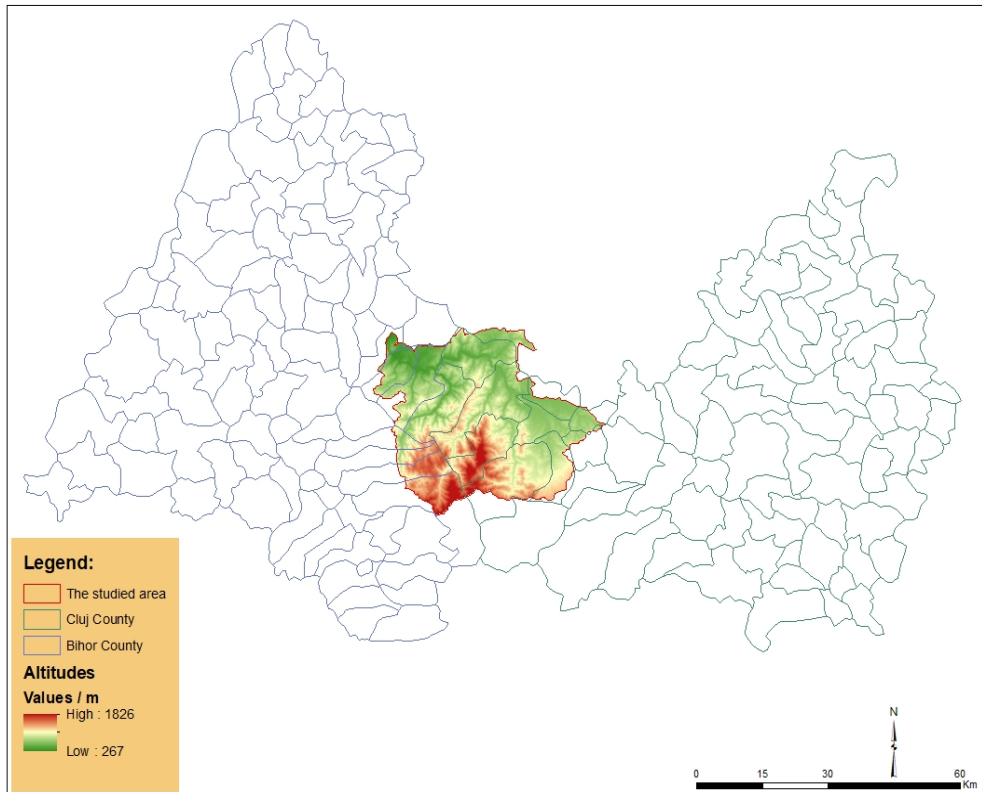 Legend:
The studied area
Cluj County
Bihor County
Altitudes
Values / m
High : 1826
Low : 267
N
0 15 30 60
Km